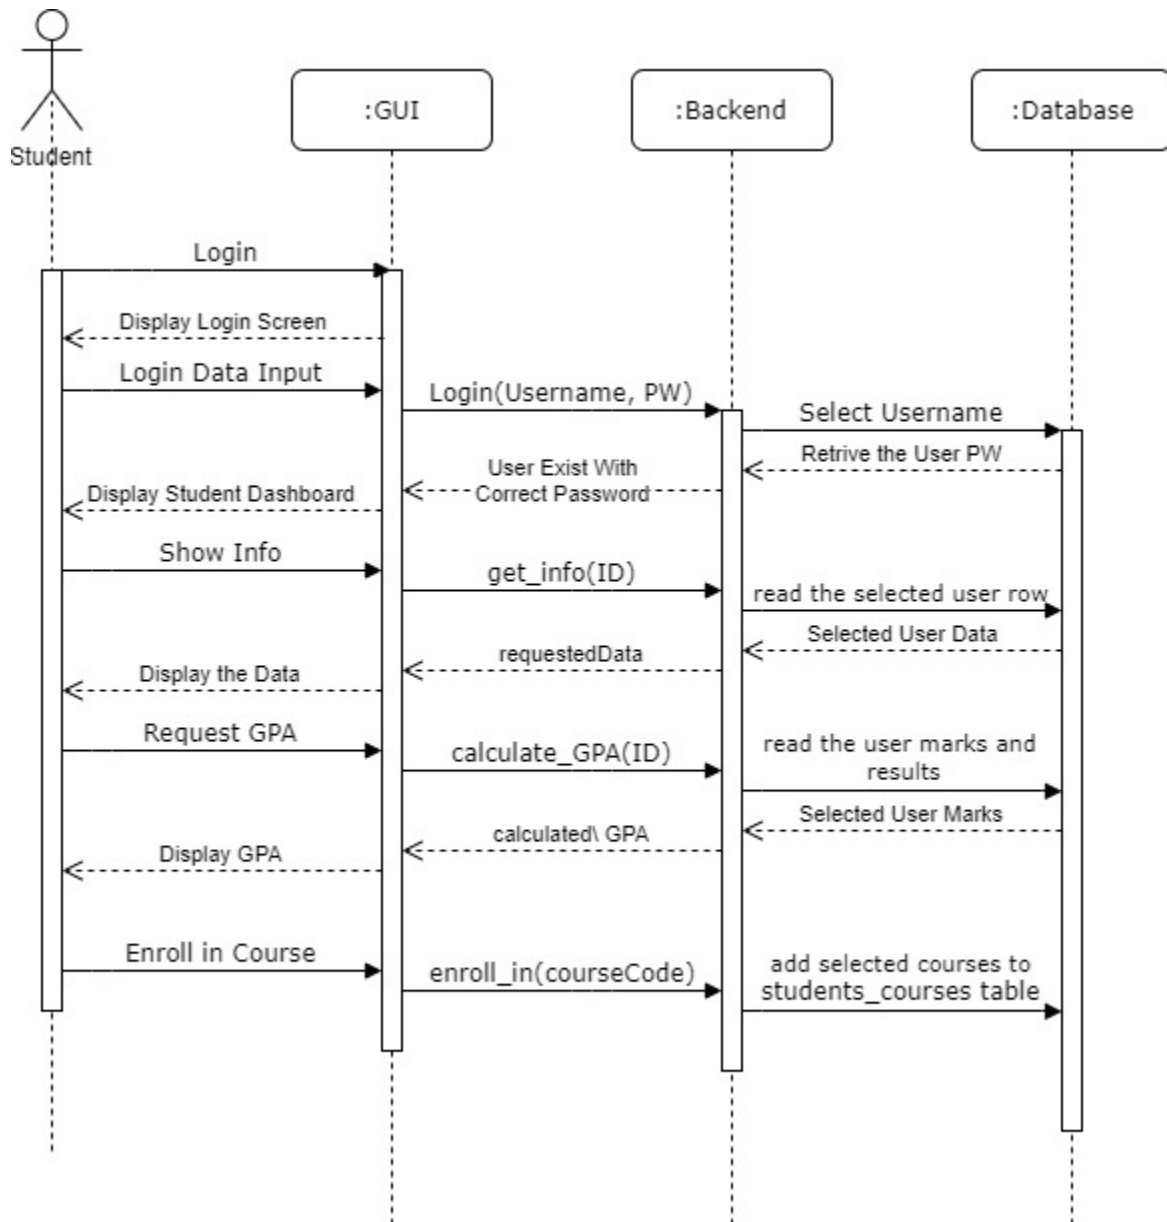 Student
:GUI
:Backend
:Database
Login
Display Login Screen
Login Data Input
Login(Username, PW)
Select Username
Retrive the User PW
User Exist With
Correct Password
Display Student Dashboard
Show Info
get_info(ID)
read the selected user row
Selected User Data
requestedData
Display the Data
Request GPA
calculate_GPA(ID)
read the user marks and
results
Selected User Marks
calculated\ GPA
Display GPA
Enroll in Course
enroll_in(courseCode)
add selected courses to
students_courses table